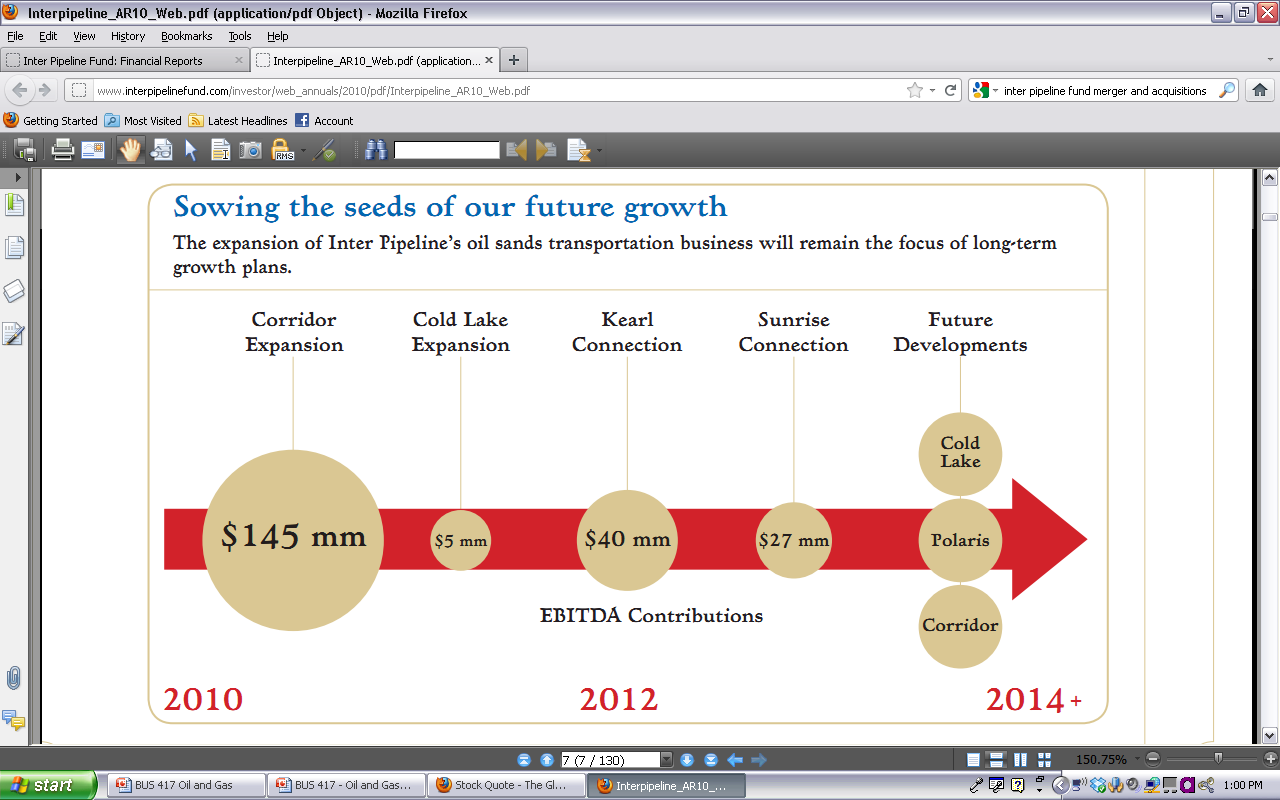 Interpipeline_AR10_Web.pdf (application/pdf Object) - Mozilla Firefox
File Edit View History Bookmarks Tools Help
Inter Pipeline Fund: Financial Reports
Interpipeline_AR10_Web.pdf (application...
www.interpipelinefund.com/investor/web_annuals/2010/pdf/Interpipeline_AR10_Web.pdf
inter pipeline fund merger and acquisitions
Getting Started Most Visited Latest Headlines Account
RMS
Sowing the seeds of our future growth
The expansion of Inter Pipeline's oil sands transportation business will remain the focus of long-term
growth plans.
Corridor
Expansion
Cold Lake
Expansion
Kearl
Connection
Sunrise
Connection
Future
Developments
$145 mm
$5 mm
$40 mm
$27 mm
Cold
Lake
Polaris
Corridor
EBITDA Contributions
2010
2012
2014+
7 (7 / 130)
150.75%
start
BUS 417 Oil and Gas
BUS 417 - Oil and Gas...
Stock Quote - The Gl...
Interpipeline_AR10_...
1:00 PM